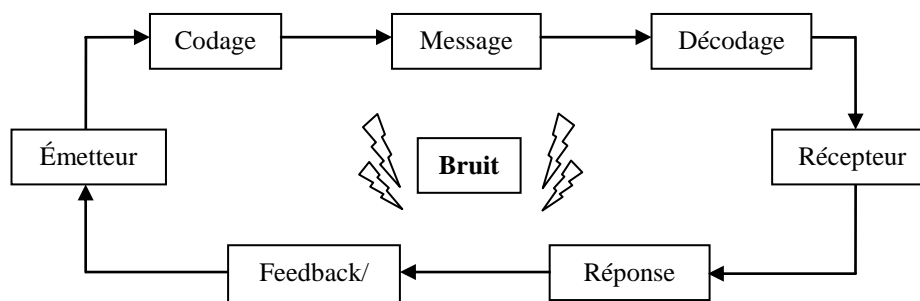 Codage
Message
Décodage
Émetteur
Bruit
Récepteur
Feedback/
Réponse